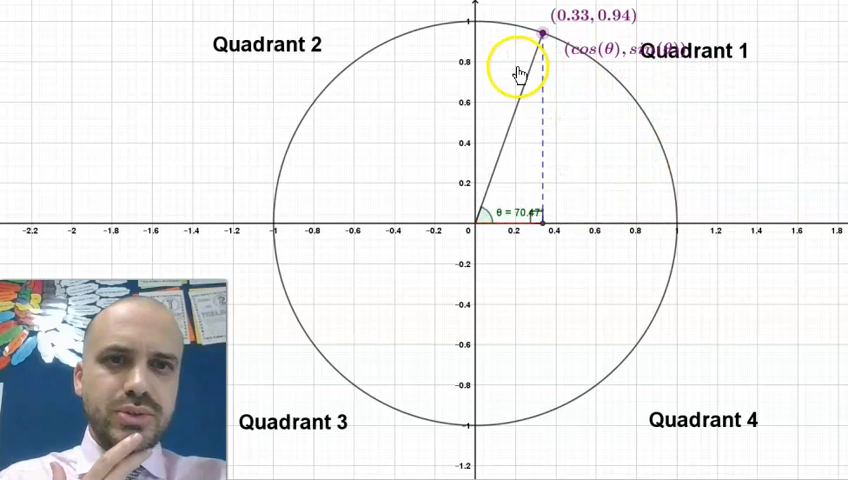 (0.33, 0.94)
Quadrant 2
(cos(θ), sin(θ))
Quadrant 1
1
0.8
0.6
0.4
0.2
θ = 70.47
-2.2 -2 -1.8 -1.6 -1.4 -1.2 -1 -0.8 -0.6 -0.4 -0.2 0 0.2 0.4 0.6 0.8 1 1.2 1.4 1.6 1.8
-0.2
-0.4
-0.6
-0.8
-1
-1.2
Quadrant 3
Quadrant 4